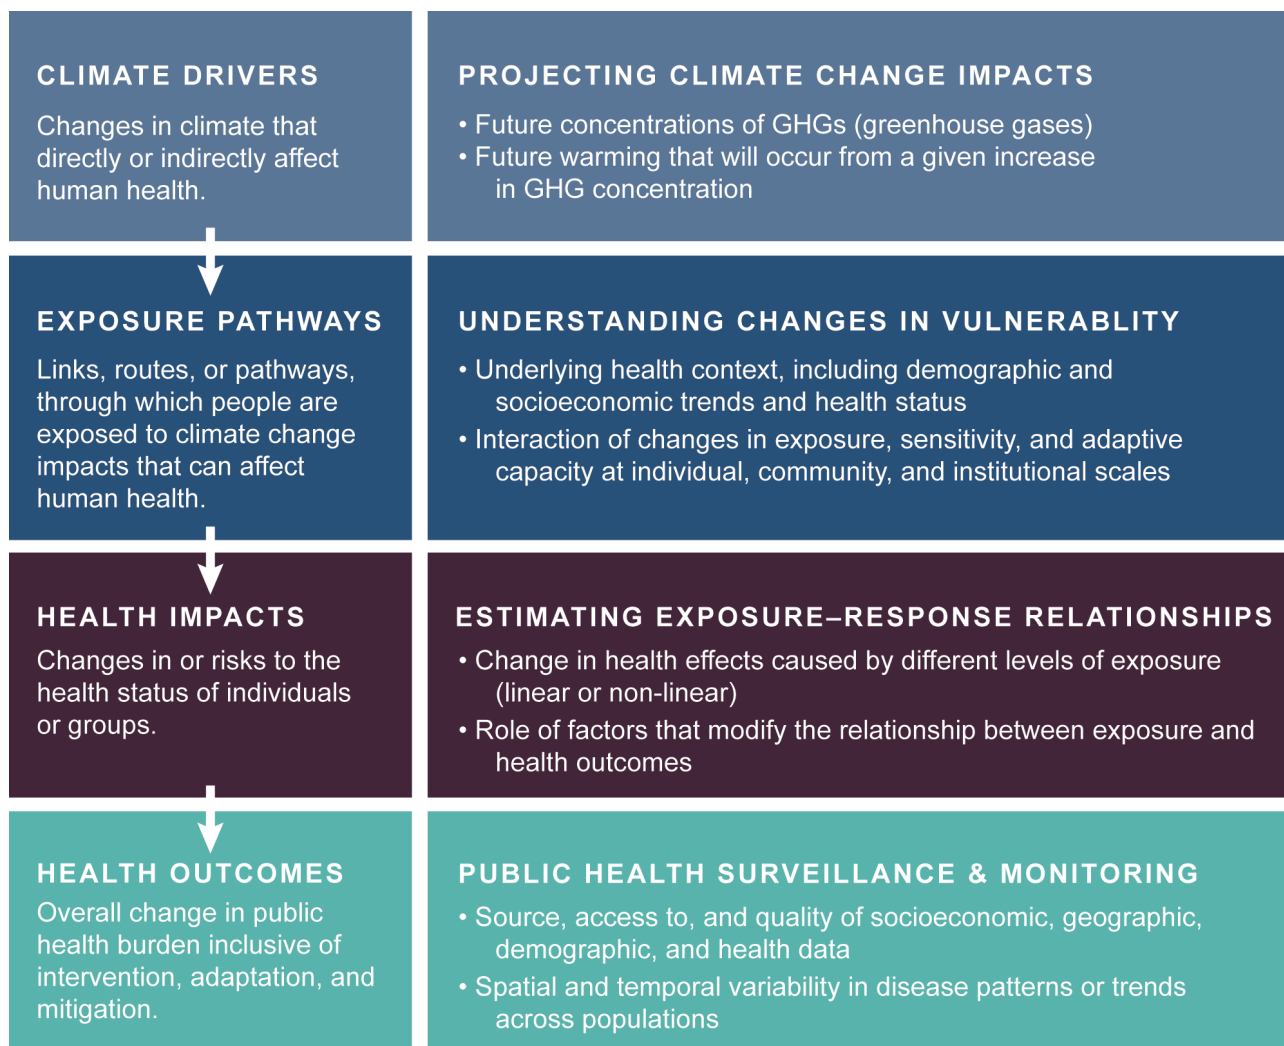 CLIMATE DRIVERS
Changes in climate that
directly or indirectly affect
human health.
PROJECTING CLIMATE CHANGE IMPACTS
• Future concentrations of GHGs (greenhouse gases)
• Future warming that will occur from a given increase
in GHG concentration
EXPOSURE PATHWAYS
Links, routes, or pathways,
through which people are
exposed to climate change
impacts that can affect
human health.
UNDERSTANDING CHANGES IN VULNERABLITY
• Underlying health context, including demographic and
socioeconomic trends and health status
• Interaction of changes in exposure, sensitivity, and adaptive
capacity at individual, community, and institutional scales
HEALTH IMPACTS
Changes in or risks to the
health status of individuals
or groups.
ESTIMATING EXPOSURE–RESPONSE RELATIONSHIPS
• Change in health effects caused by different levels of exposure
(linear or non-linear)
• Role of factors that modify the relationship between exposure and
health outcomes
HEALTH OUTCOMES
Overall change in public
health burden inclusive of
intervention, adaptation, and
mitigation.
PUBLIC HEALTH SURVEILLANCE & MONITORING
• Source, access to, and quality of socioeconomic, geographic,
demographic, and health data
• Spatial and temporal variability in disease patterns or trends
across populations